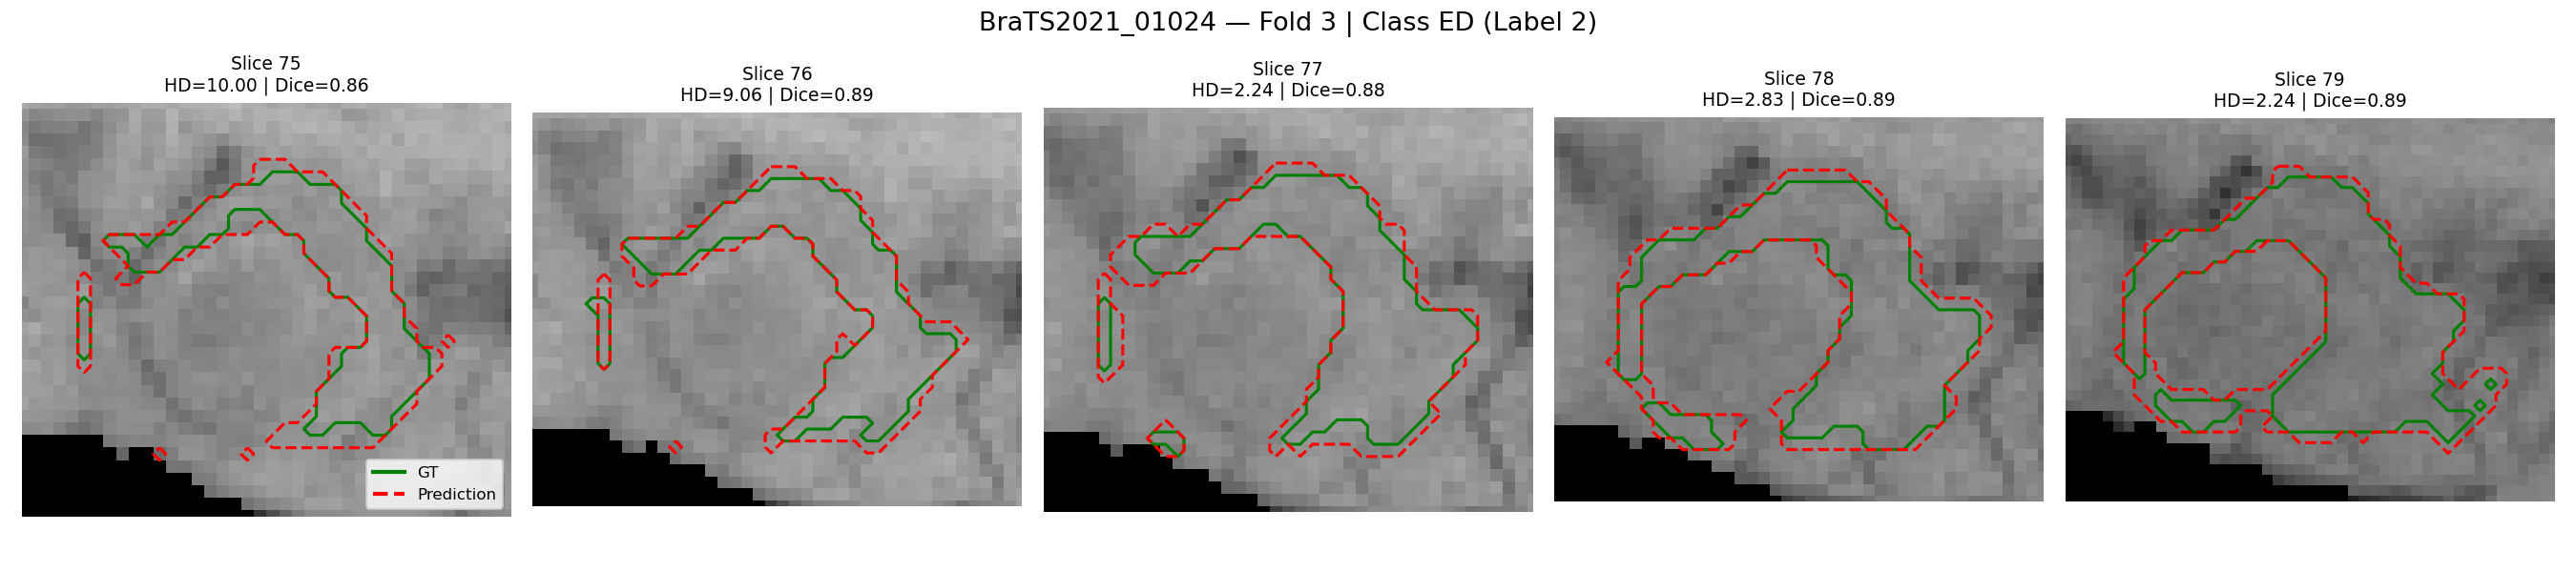 BraTS2021_01024 — Fold 3 | Class ED (Label 2)
Slice 75
HD=10.00 | Dice=0.86
Slice 76
HD=9.06 | Dice=0.89
Slice 77
HD=2.24 | Dice=0.88
Slice 78
HD=2.83 | Dice=0.89
Slice 79
HD=2.24 | Dice=0.89
GT
Prediction